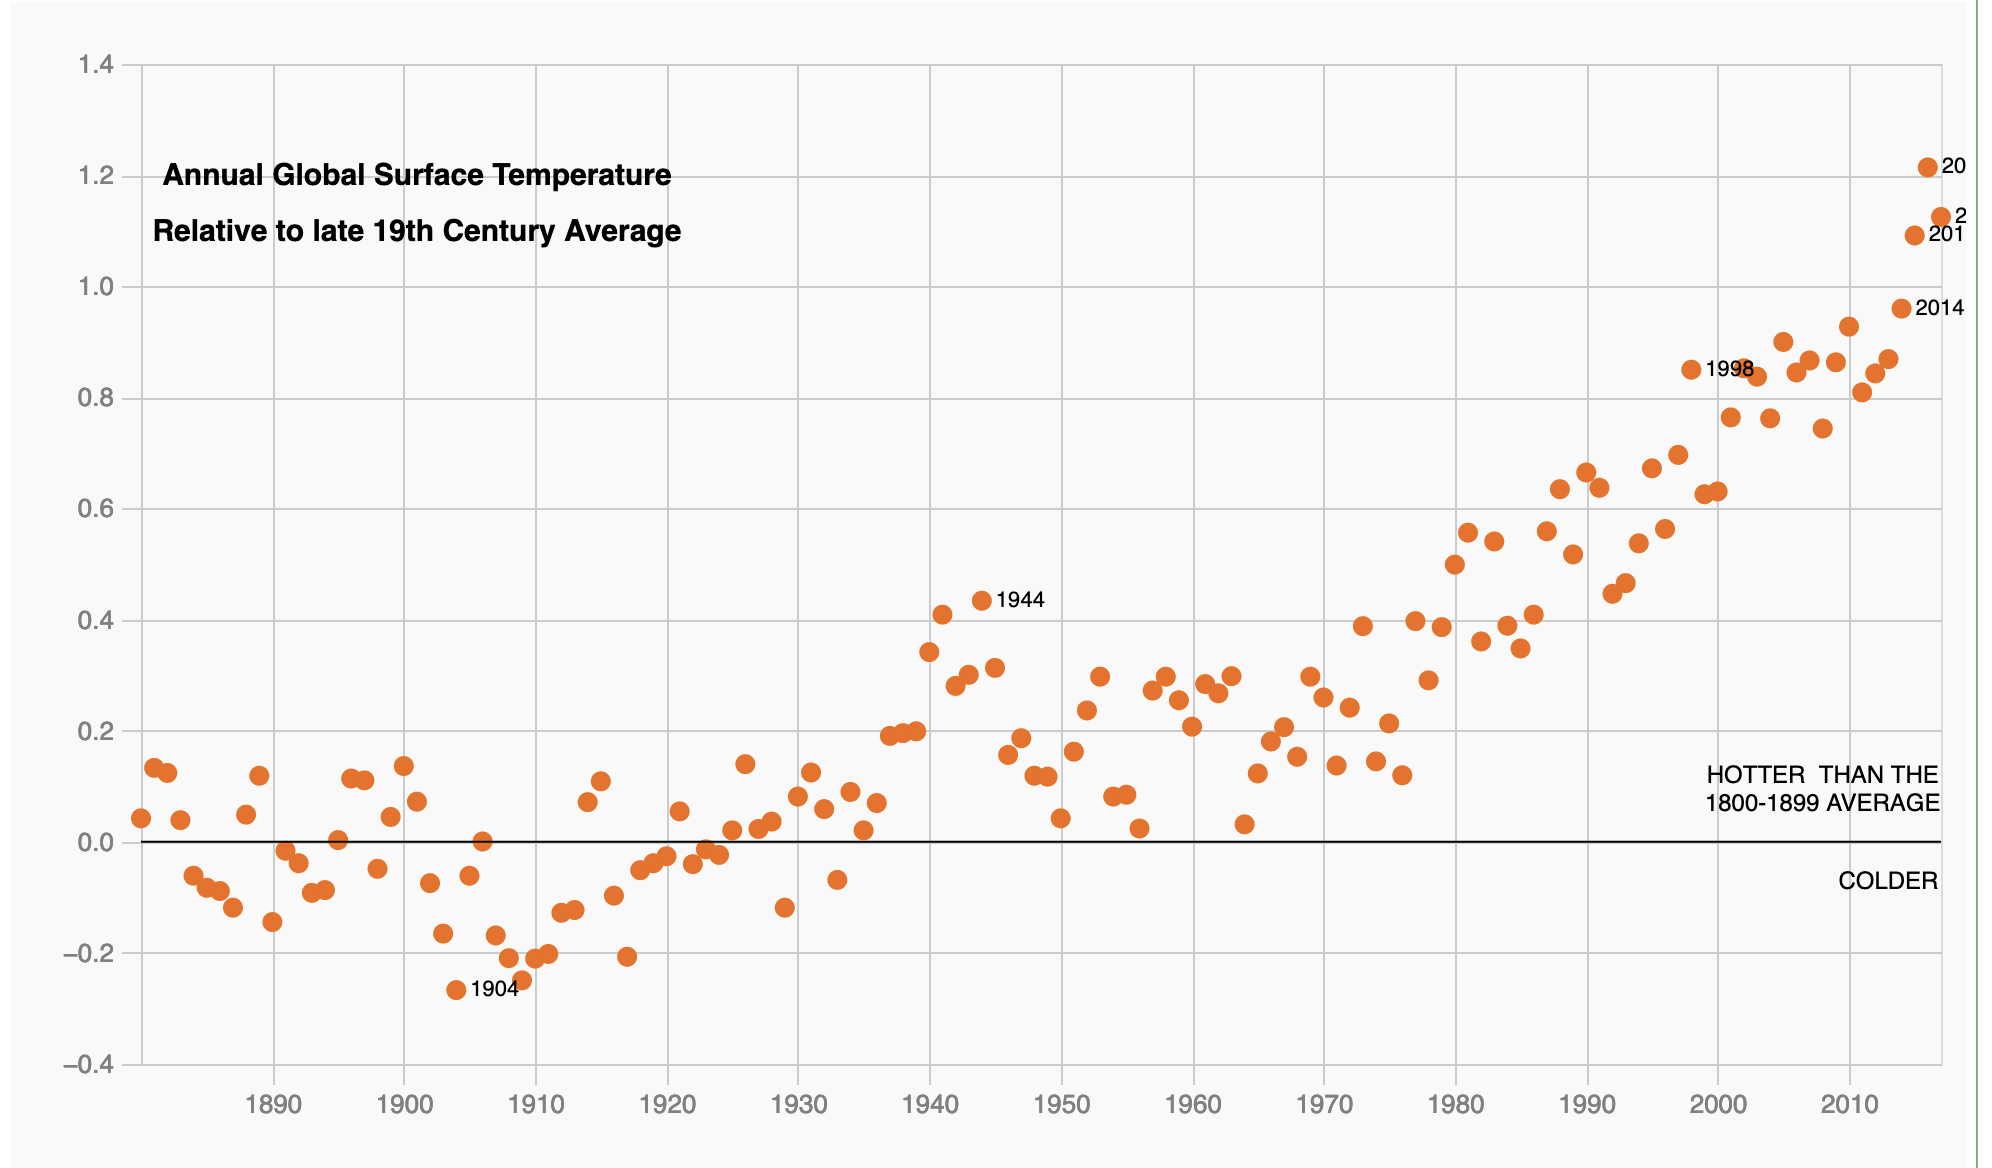 1.4
Annual Global Surface Temperature
1.2
20
Relative to late 19th Century Average
2
201
1.0
2014
1998
0.8
0.6
1944
0.4
0.2
HOTTER THAN THE
1800-1899 AVERAGE
0.0
COLDER
−0.2
1904
−0.4
1890 1900 1910 1920 1930 1940 1950 1960 1970 1980 1990 2000 2010